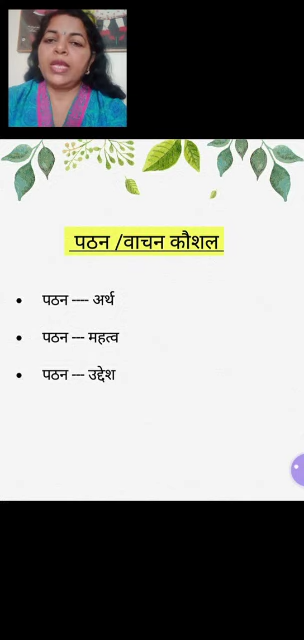 पठन /वाचन कौशल
• पठन ---- अर्थ
• पठन --- महत्व
• पठन --- उद्देश